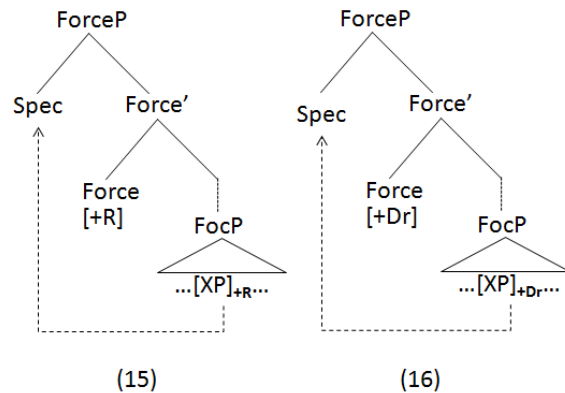 ForceP
Spec Force’
Force
[+R]
FocP
...[XP]+R...
(15)
ForceP
Spec Force’
Force
[+Dr]
FocP
...[XP]+Dr...
(16)